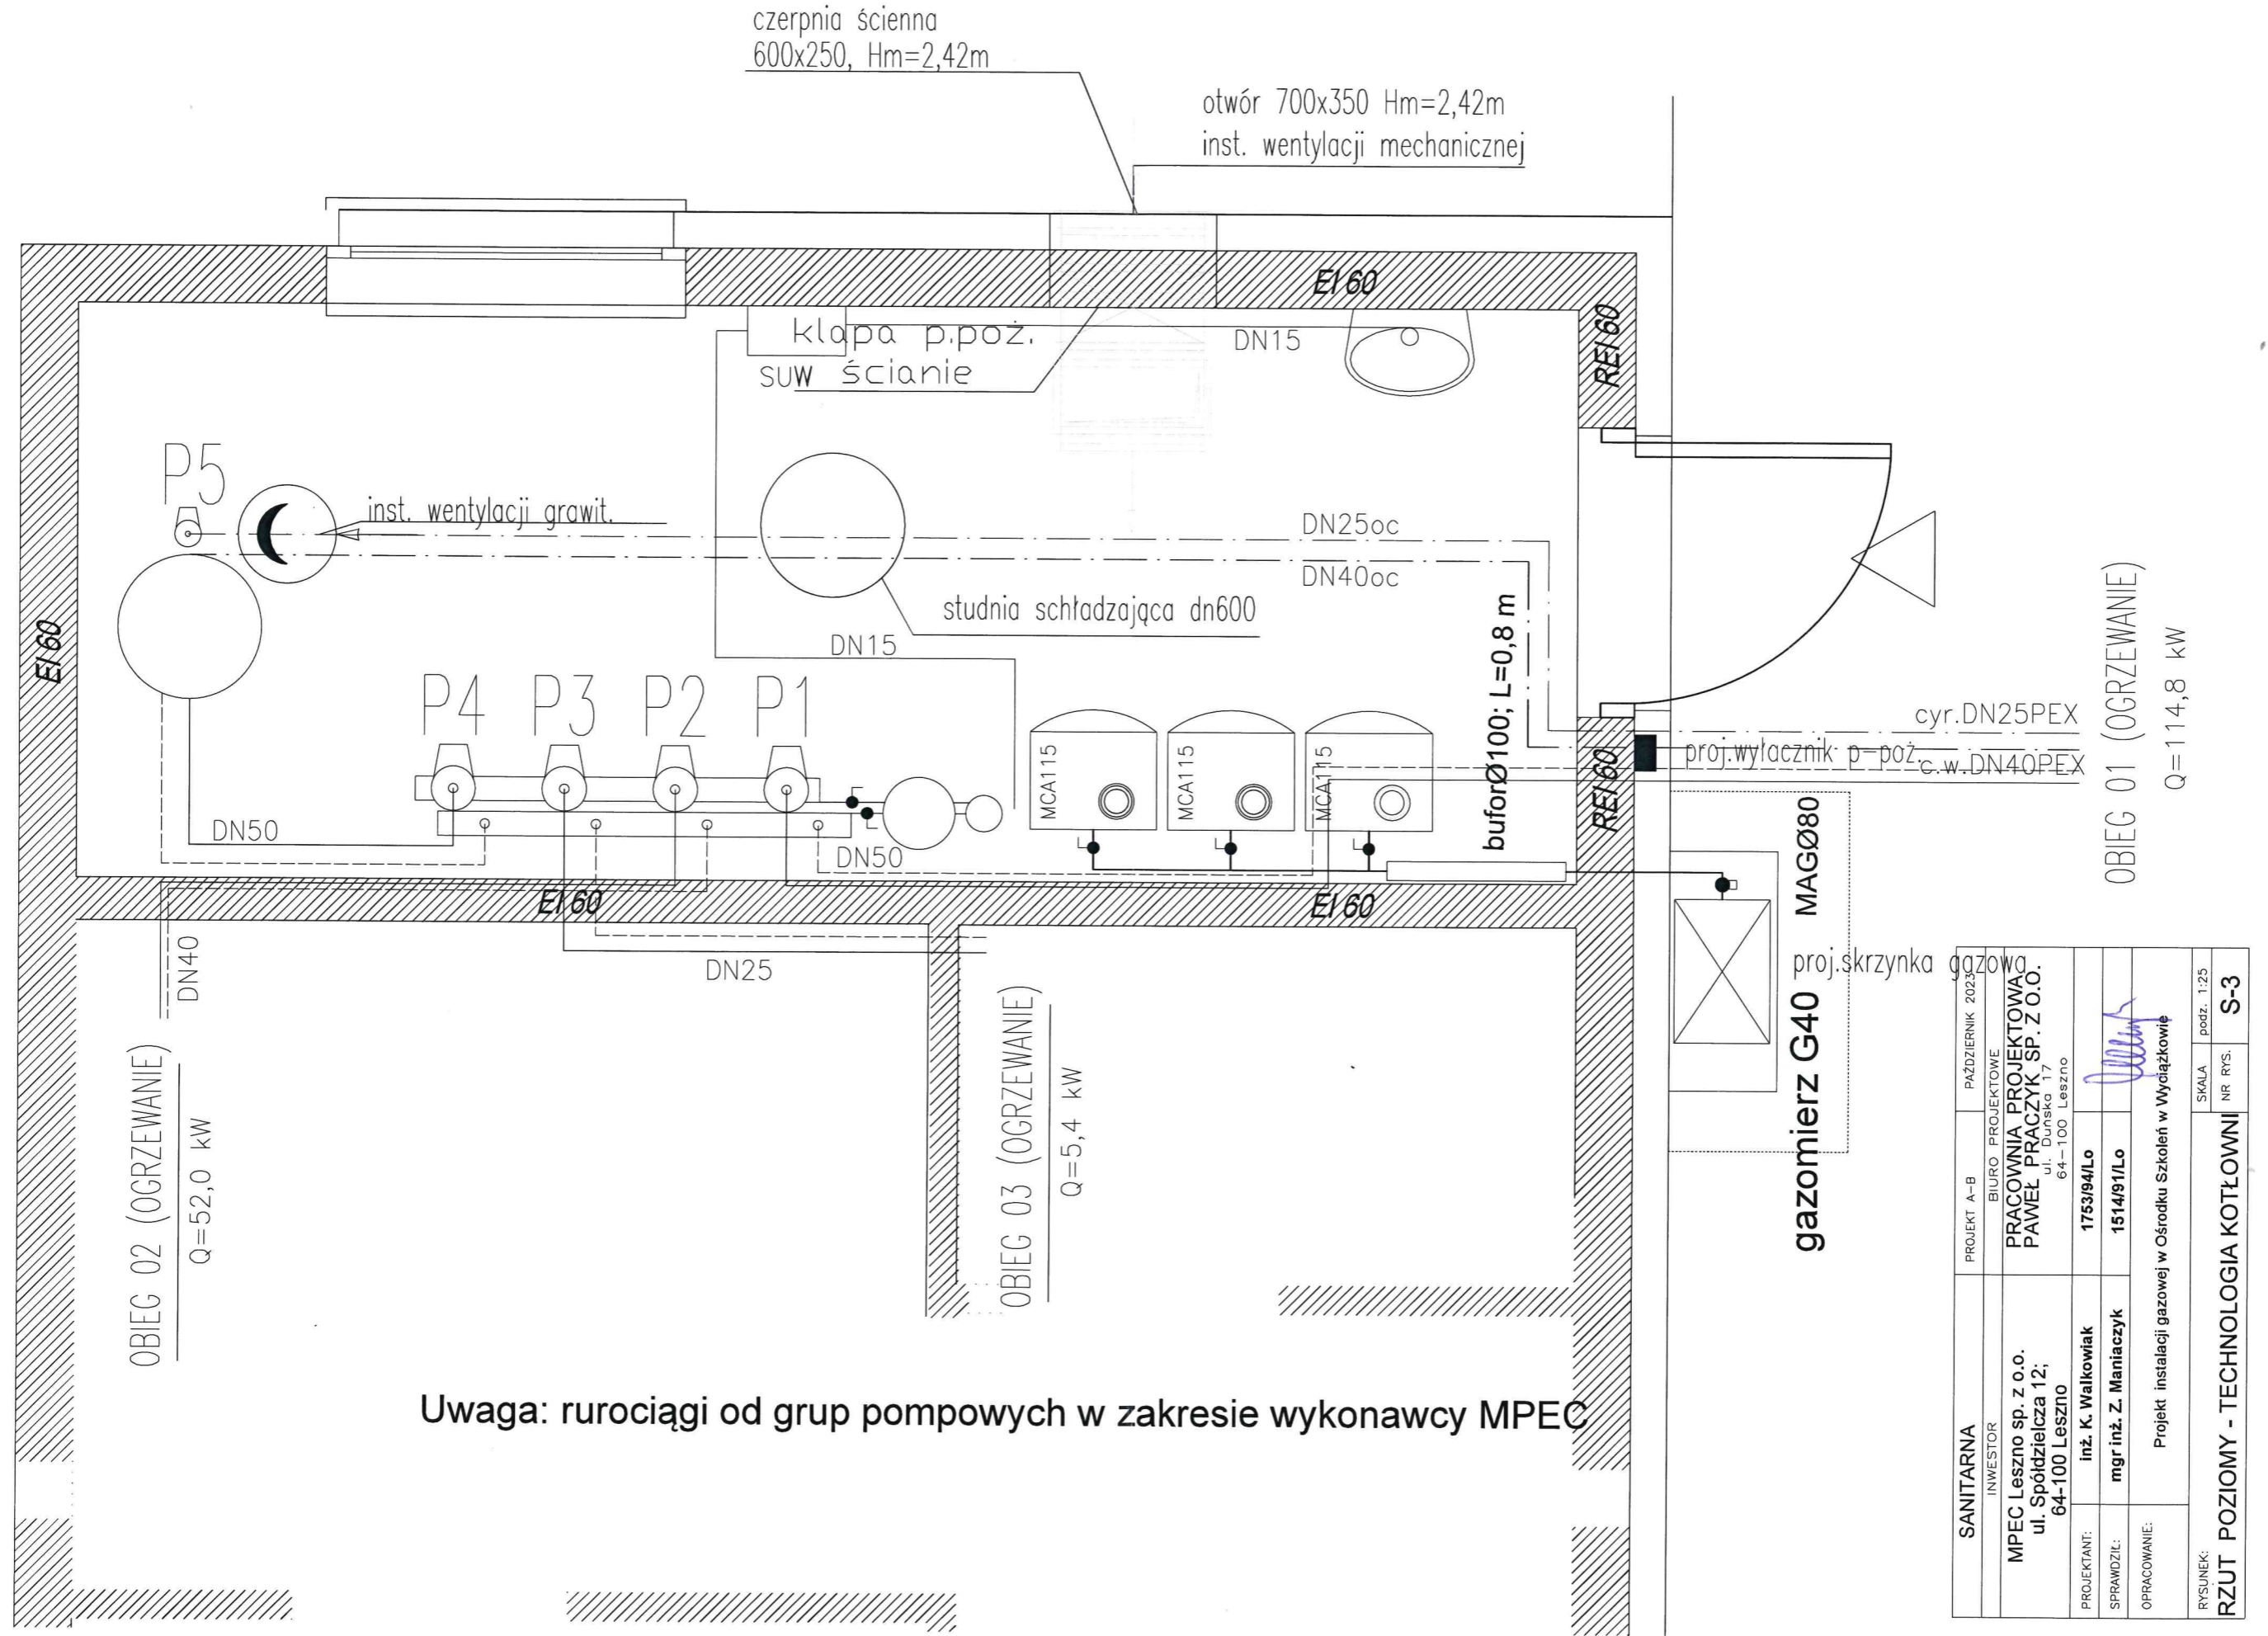 czerpnia ścienna
600x250, Hm=2,42m
otwór 700x350 Hm=2,42m
inst. wentylacji mechanicznej
EI 60
REI 60
klapa p.poż.
SUW ścianie
DN15
P5
inst. wentylacji grawit.
DN25oc
DN40oc
studnia schładzająca dn600
DN15
EI 60
buforØ100; L=0,8 m
P4
P3
P2
P1
MCA115
MCA115
MCA115
cyr.DN25PEX
proj.wyłacznik p-poż.
c.w.DN40PEX
REI 60
DN50
DN50
EI 60
EI 60
OBIEG 01 (OGRZEWANIE)
Q=114,8 kW
MAGØ80
proj.skrzynka gazowa
gazomierz G40
DN40
DN25
OBIEG 02 (OGRZEWANIE)
Q=52,0 kW
OBIEG 03 (OGRZEWANIE)
Q=5,4 kW
Uwaga: rurociągi od grup pompowych w zakresie wykonawcy MPEC
SANITARNA
PROJEKT A-B
PAŹDZIERNIK 2023
INWESTOR
BIURO PROJEKTOWE
MPEC Leszno sp. z o.o.
ul. Spółdzielcza 12;
64-100 Leszno
PRACOWNIA PROJEKTOWA
PAWEŁ PRACZYK SP. Z O.O.
ul. Duńska 17
64-100 Leszno
PROJEKTANT:
inż. K. Walkowiak
1753/94/Lo
SPRAWDZIŁ:
mgr inż. Z. Maniaczyk
1514/91/Lo
OPRACOWANIE:
Projekt instalacji gazowej w Ośrodku Szkoleń w Wyciążkowie
RYSUNEK:
SKALA
podz. 1:25
RZUT POZIOMY - TECHNOLOGIA KOTŁOWNI
NR RYS.
S-3